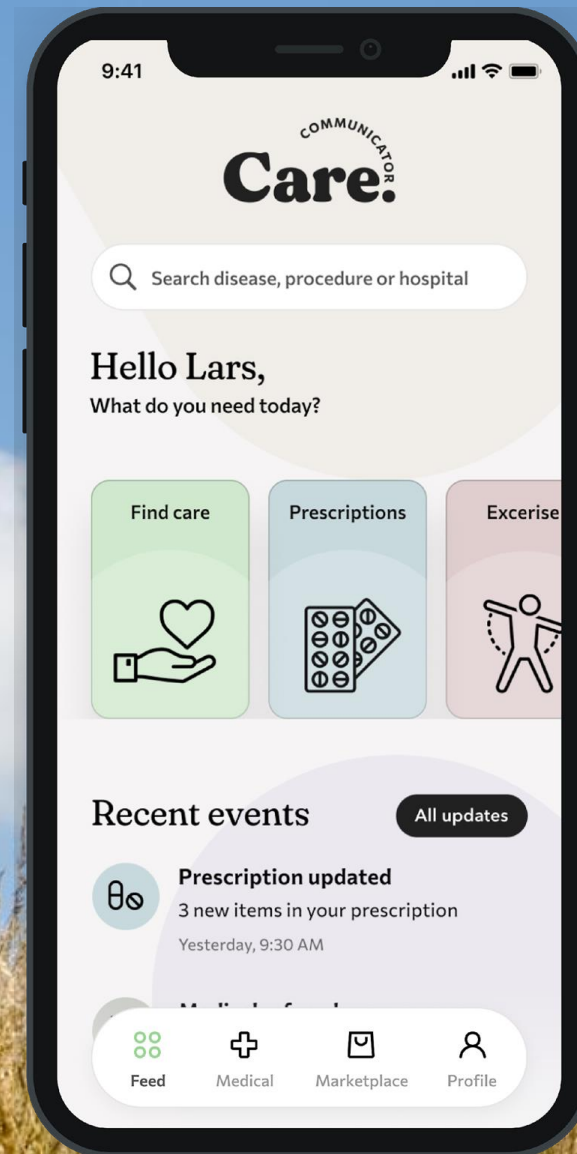 9:41
COMMUNICATOR
Care.
Search disease, procedure or hospital
Hello Lars,
What do you need today?
Find care
Prescriptions
Excerise
Recent events
All updates
Prescription updated
3 new items in your prescription
Yesterday, 9:30 AM
Feed
Medical
Marketplace
Profile